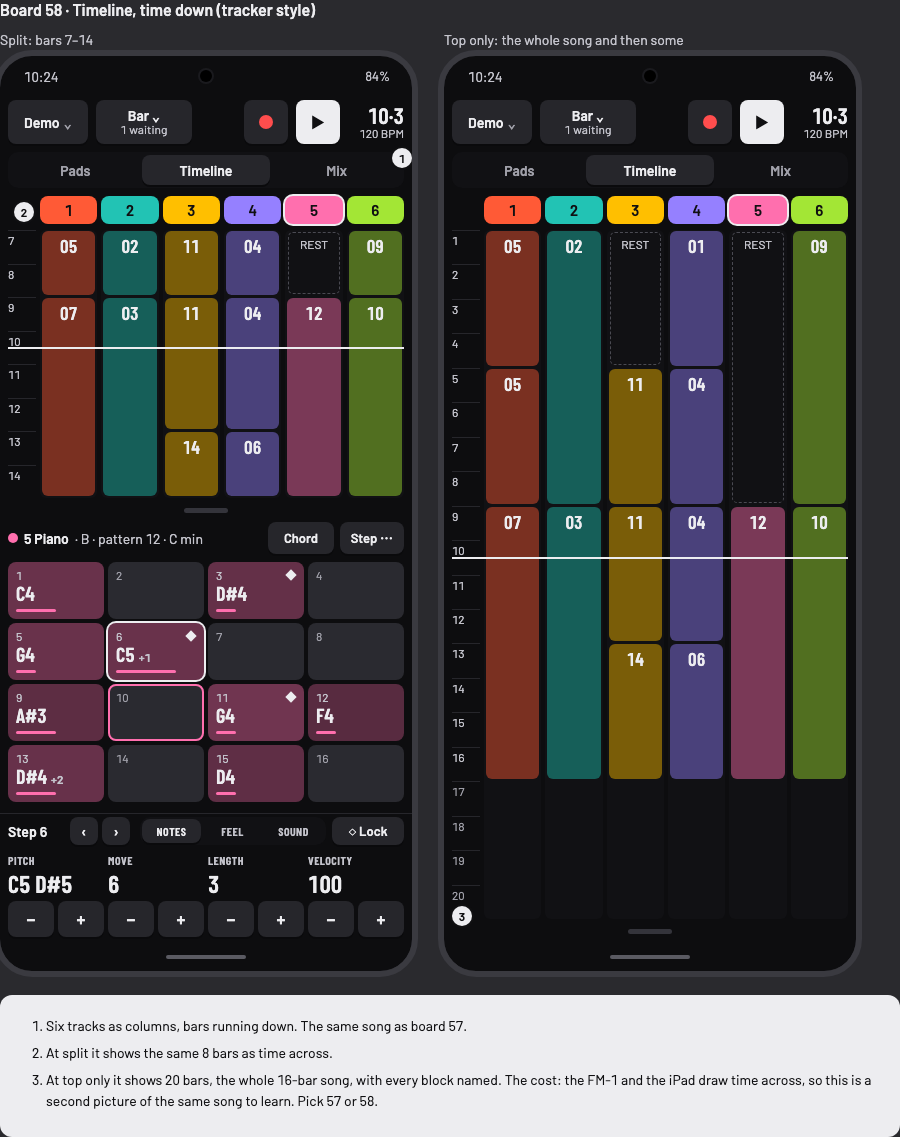 Board 58 · Timeline, time down (tracker style)
Split: bars 7–14
10:24
84%
Demo
Bar
1 waiting
10·3
120 BPM
1
Pads
Timeline
Mix
2
1
2
3
4
5
6
7
05
02
11
04
REST
09
8
9
07
03
11
04
12
10
10
11
12
13
14
06
14
5 Piano · B · pattern 12 · C min
Chord
Step ···
1
C4
2
3
D#4
4
5
G4
6
C5 +1
7
8
9
A#3
10
11
G4
12
F4
13
D#4 +2
14
15
D4
16
Step 6
‹
›
NOTES
FEEL
SOUND
◇ Lock
PITCH
MOVE
LENGTH
VELOCITY
C5 D#5
6
3
100
− + − + − + − +
Top only: the whole song and then some
10:24
84%
Demo
Bar
1 waiting
10·3
120 BPM
Pads
Timeline
Mix
1
2
3
4
5
6
1
05
02
REST
01
REST
09
2
3
4
5
05
11
04
6
7
8
9
07
03
11
04
12
10
10
11
12
13
14
06
14
15
16
17
18
19
20
3
1. Six tracks as columns, bars running down. The same song as board 57.
2. At split it shows the same 8 bars as time across.
3. At top only it shows 20 bars, the whole 16-bar song, with every block named. The cost: the FM-1 and the iPad draw time across, so this is a
second picture of the same song to learn. Pick 57 or 58.